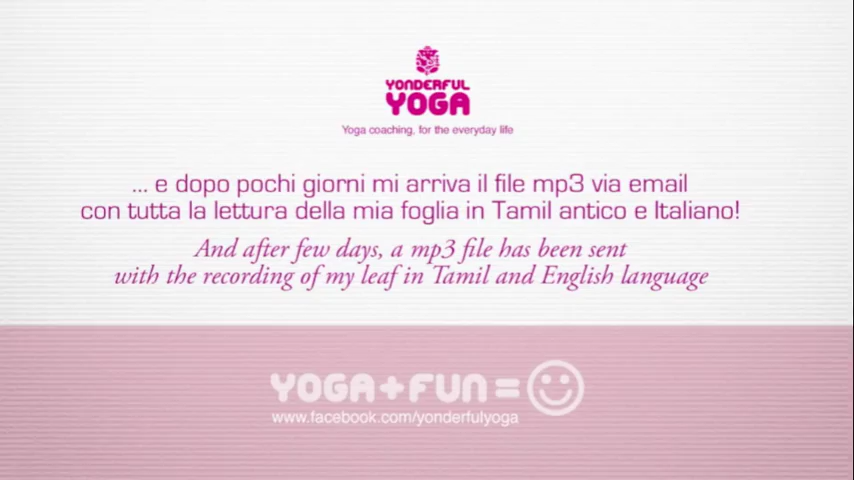 YONDERFUL
YOGA
Yoga coaching, for the everyday life
... e dopo pochi giorni mi arriva il file mp3 via email
con tutta la lettura della mia foglia in Tamil antico e Italiano!
And after few days, a mp3 file has been sent
with the recording of my leaf in Tamil and English language
YOGA+FUN=
www.facebook.com/yonderfulyoga